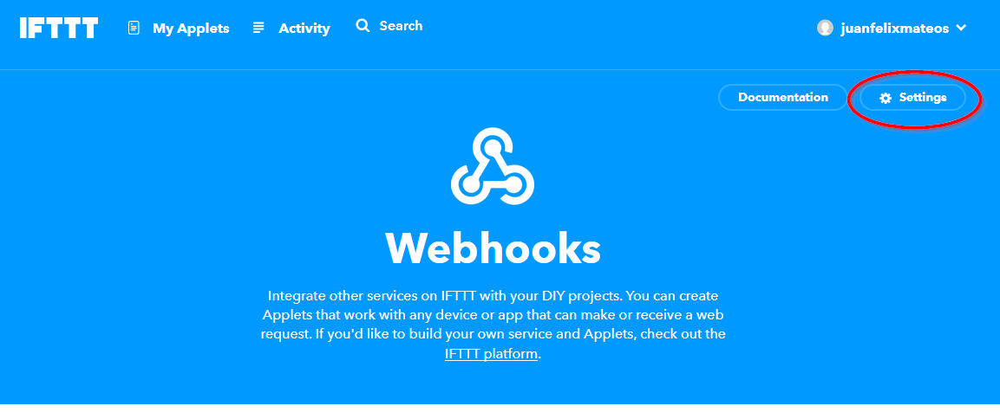 IFTTT My Applets Activity Search juanfelixmateos
Documentation Settings
Webhooks
Integrate other services on IFTTT with your DIY projects. You can create
Applets that work with any device or app that can make or receive a web
request. If you'd like to build your own service and Applets, check out the
IFTTT platform.